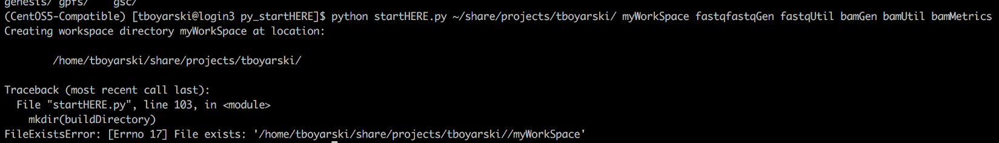 genesis/ gpfs/    gsc/
(CentOS5-Compatible) [tboyarski@login3 py_startHERE]$ python startHERE.py ~/share/projects/tboyarski/ myWorkSpace fastqfastqGen fastqUtil bamGen bamUtil bamMetrics
Creating workspace directory myWorkSpace at location:
/home/tboyarski/share/projects/tboyarski/
Traceback (most recent call last):
  File "startHERE.py", line 103, in <module>
    mkdir(buildDirectory)
FileExistsError: [Errno 17] File exists: '/home/tboyarski/share/projects/tboyarski//myWorkSpace'